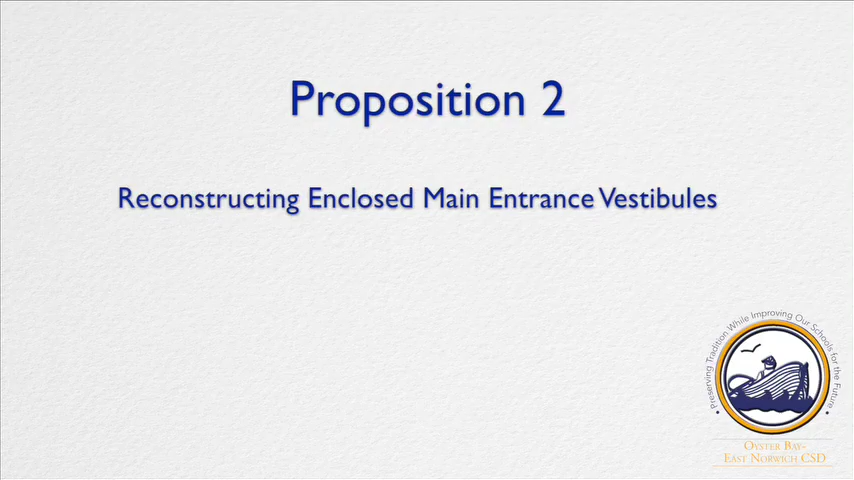 Proposition 2
Reconstructing Enclosed Main Entrance Vestibules
• Preserving Tradition While Improving Our Schools for the Future •
OYSTER BAY-
EAST NORWICH CSD